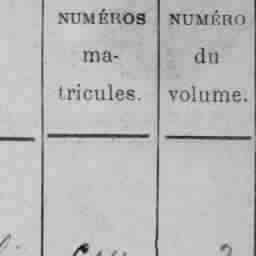 NUMÉROS
ma-
tricules.
NUMÉRO
du
volume.